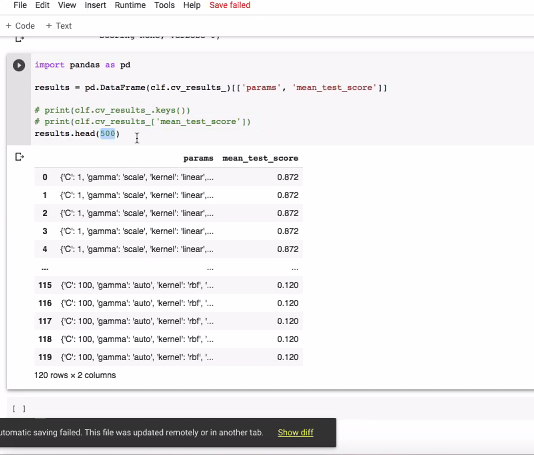 File Edit View Insert Runtime Tools Help Save failed
+ Code + Text
import pandas as pd
results = pd.DataFrame(clf.cv_results_)[['params', 'mean_test_score']]
# print(clf.cv_results_.keys())
# print(clf.cv_results_['mean_test_score'])
results.head(500)
params mean_test_score
0 {'C': 1, 'gamma': 'scale', 'kernel': 'linear',... 0.872
1 {'C': 1, 'gamma': 'scale', 'kernel': 'linear',... 0.872
2 {'C': 1, 'gamma': 'scale', 'kernel': 'linear',... 0.872
3 {'C': 1, 'gamma': 'scale', 'kernel': 'linear',... 0.872
4 {'C': 1, 'gamma': 'scale', 'kernel': 'linear',... 0.872
... ... ...
115 {'C': 100, 'gamma': 'auto', 'kernel': 'rbf', '... 0.120
116 {'C': 100, 'gamma': 'auto', 'kernel': 'rbf', '... 0.120
117 {'C': 100, 'gamma': 'auto', 'kernel': 'rbf', '... 0.120
118 {'C': 100, 'gamma': 'auto', 'kernel': 'rbf', '... 0.120
119 {'C': 100, 'gamma': 'auto', 'kernel': 'rbf', '... 0.120
120 rows × 2 columns
[ ]
utomatic saving failed. This file was updated remotely or in another tab. Show diff